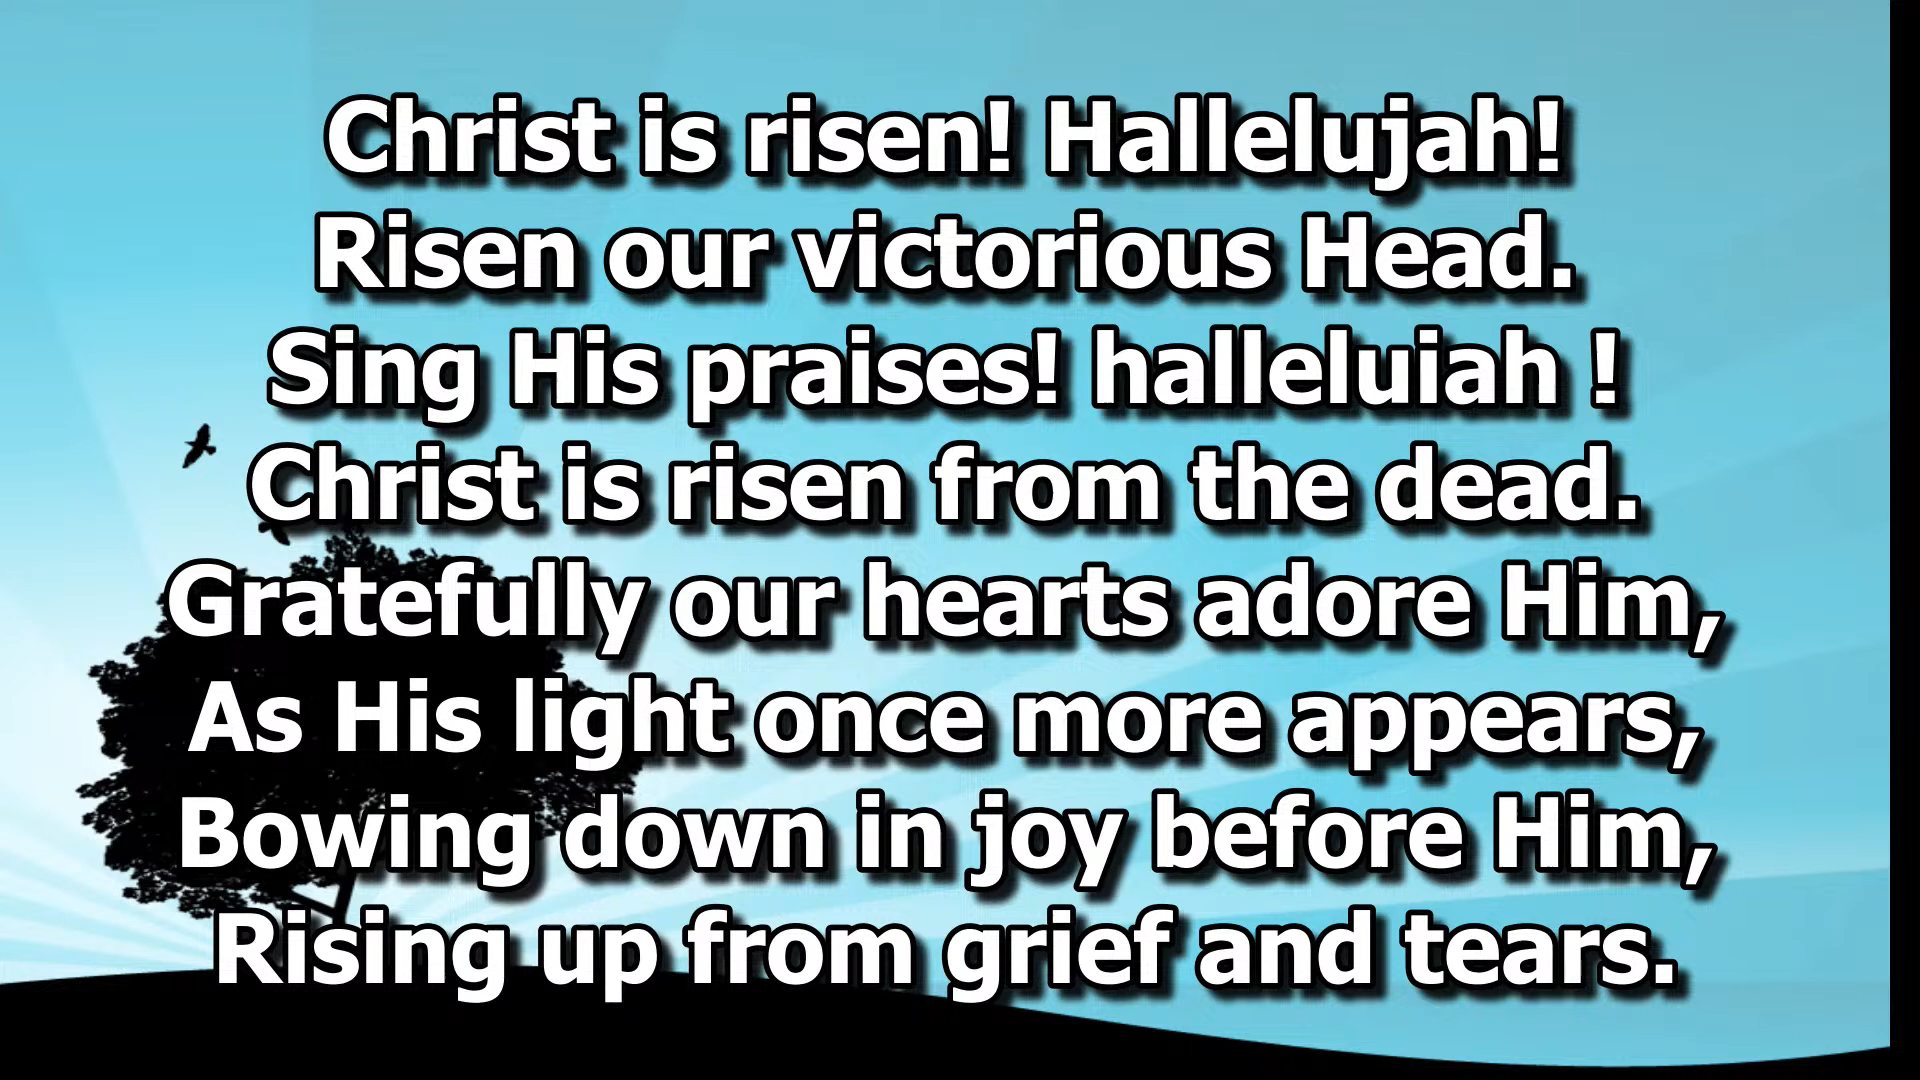 Christ is risen! Hallelujah!
Risen our victorious Head.
Sing His praises! halleluiah !
Christ is risen from the dead.
Gratefully our hearts adore Him,
As His light once more appears,
Bowing down in joy before Him,
Rising up from grief and tears.